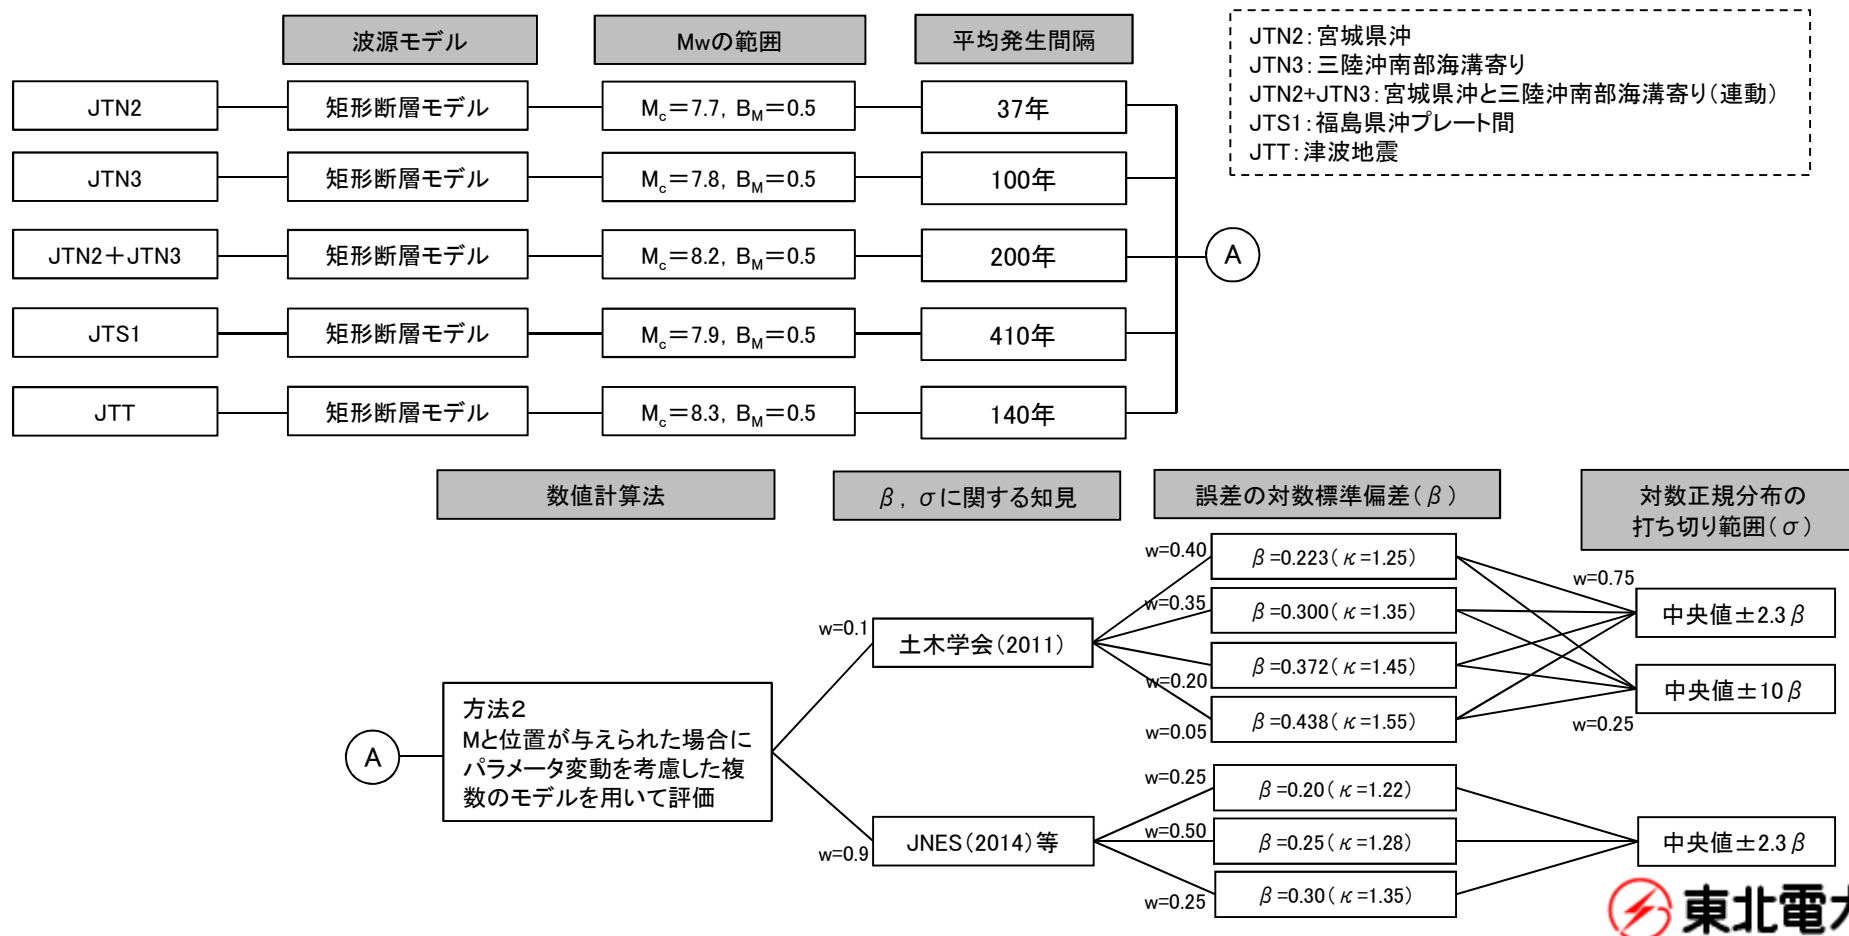 波源モデル
Mwの範囲
平均発生間隔
JTN2：宮城県沖
JTN3：三陸沖南部海溝寄り
JTN2+JTN3：宮城県沖と三陸沖南部海溝寄り（連動）
JTS1：福島県沖プレート間
JTT：津波地震
JTN2
矩形断層モデル
Mc＝7.7，BM＝0.5
37年
JTN3
矩形断層モデル
Mc＝7.8，BM＝0.5
100年
JTN2＋JTN3
矩形断層モデル
Mc＝8.2，BM＝0.5
200年
A
JTS1
矩形断層モデル
Mc＝7.9，BM＝0.5
410年
JTT
矩形断層モデル
Mc＝8.3，BM＝0.5
140年
数値計算法
β，σに関する知見
誤差の対数標準偏差（β）
対数正規分布の
打ち切り範囲（σ）
A
方法２
Mと位置が与えられた場合に
パラメータ変動を考慮した複
数のモデルを用いて評価
w=0.1
土木学会（2011）
w=0.40
β=0.223（κ=1.25）
w=0.35
β=0.300（κ=1.35）
w=0.20
β=0.372（κ=1.45）
w=0.05
β=0.438（κ=1.55）
w=0.75
中央値±2.3β
中央値±10β
w=0.25
w=0.9
JNES（2014）等
w=0.25
β=0.20（κ=1.22）
w=0.50
β=0.25（κ=1.28）
w=0.25
β=0.30（κ=1.35）
中央値±2.3β
東北電